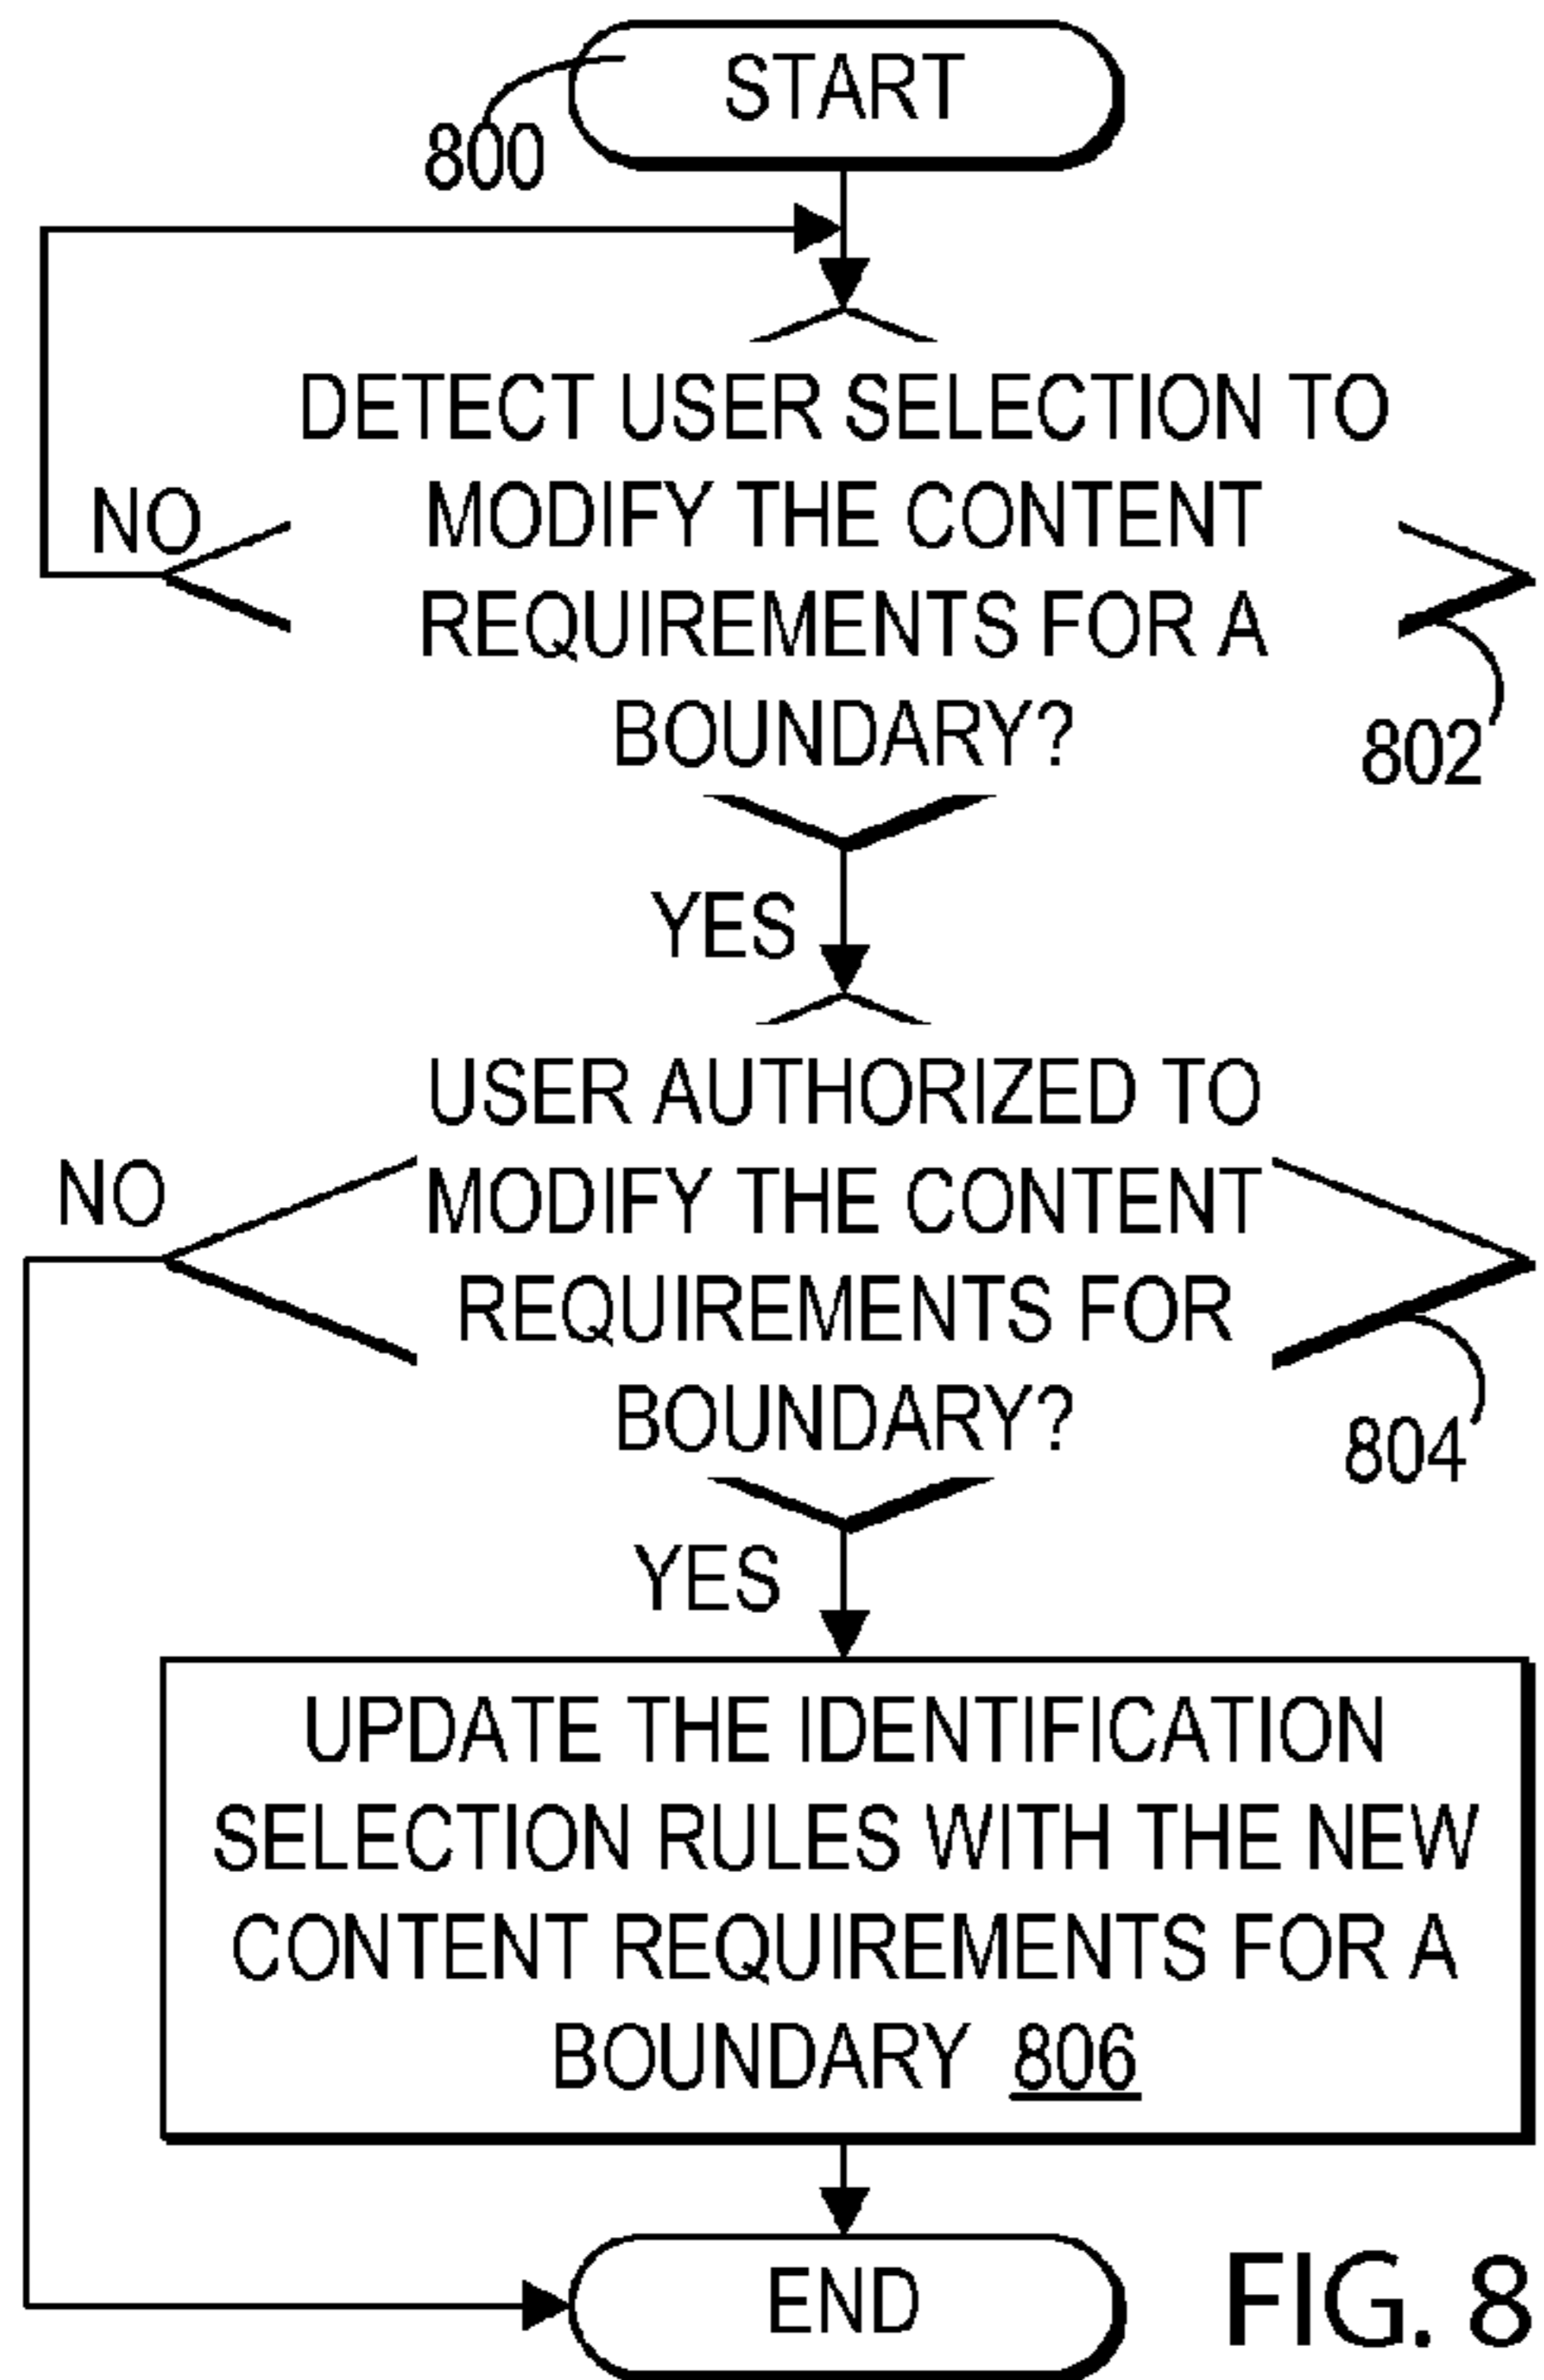 START
800
DETECT USER SELECTION TO
MODIFY THE CONTENT
REQUIREMENTS FOR A
BOUNDARY?
NO
802
YES
USER AUTHORIZED TO
MODIFY THE CONTENT
REQUIREMENTS FOR
BOUNDARY?
NO
804
YES
UPDATE THE IDENTIFICATION
SELECTION RULES WITH THE NEW
CONTENT REQUIREMENTS FOR A
BOUNDARY 806
END
FIG. 8